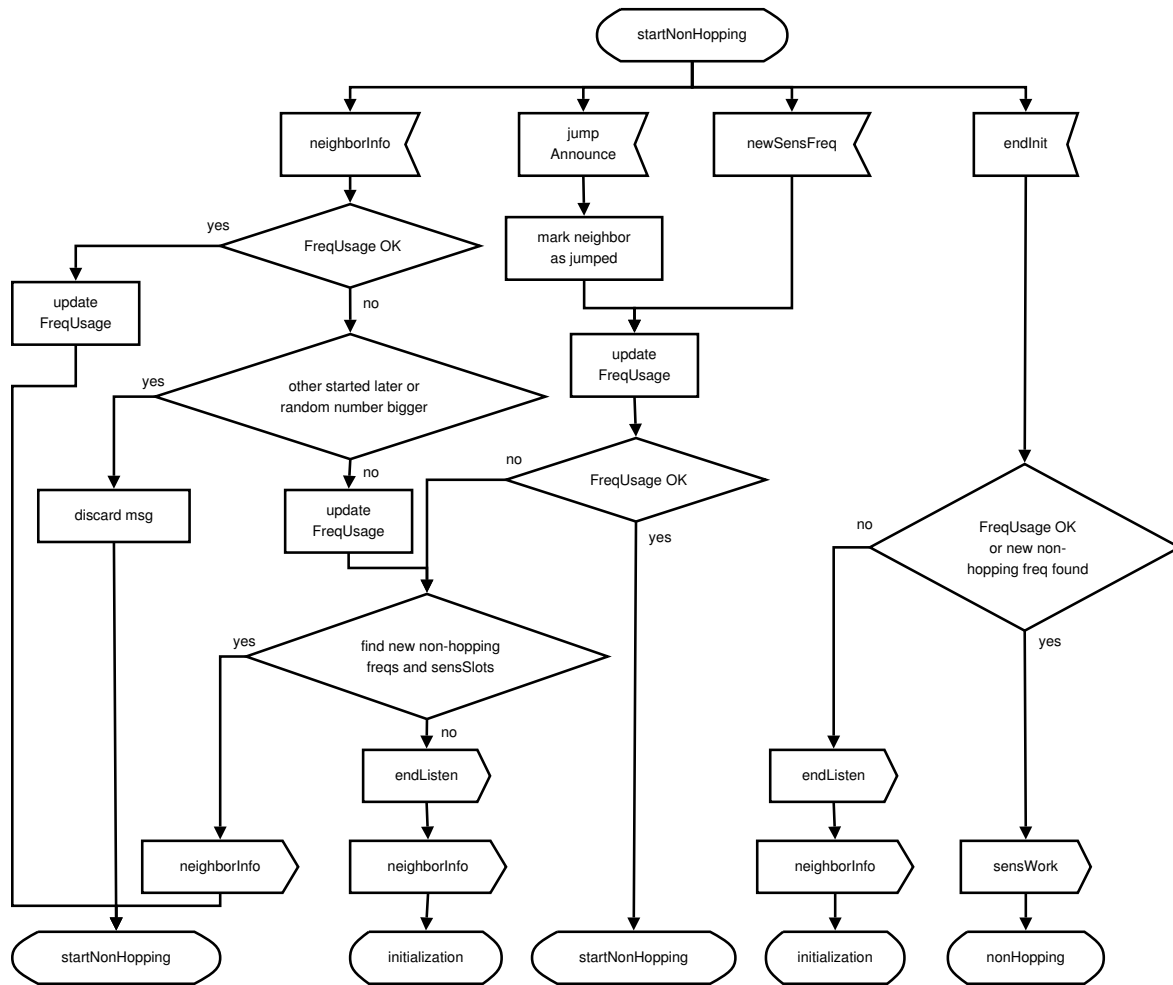 startNonHopping
neighborInfo
jump
Announce
newSensFreq
endInit
yes
FreqUsage OK
mark neighbor
as jumped
update
FreqUsage
no
update
FreqUsage
yes
other started later or
random number bigger
no
no
FreqUsage OK
discard msg
update
FreqUsage
yes
no
FreqUsage OK
or new non-
hopping freq found
yes
find new non-hopping
freqs and sensSlots
yes
no
endListen
endListen
neighborInfo
neighborInfo
neighborInfo
sensWork
startNonHopping
initialization
startNonHopping
initialization
nonHopping